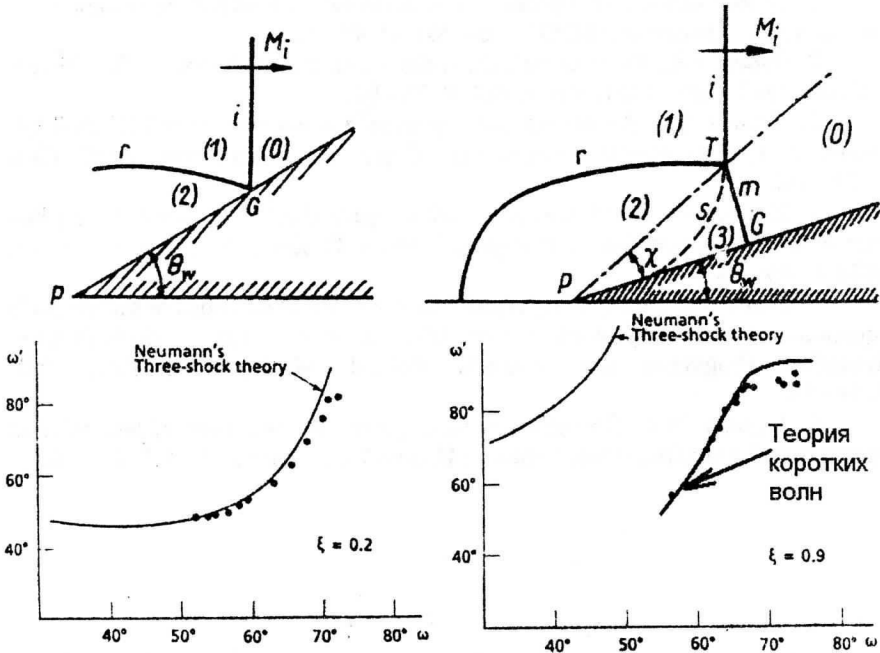 M_i
i
r
(1)
(0)
(2)
G
θ_w
P
M_i
i
(1)
(0)
T
r
m
(2)
S
G
(3)
χ
P
θ_w
ω'
Neumann's
Three-shock theory
80°
60°
40°
ξ = 0.2
40° 50° 60° 70° 80° ω
ω'
Neumann's
Three-shock theory
80°
Теория
коротких
волн
60°
40°
ξ = 0.9
40° 50° 60° 70° 80° ω